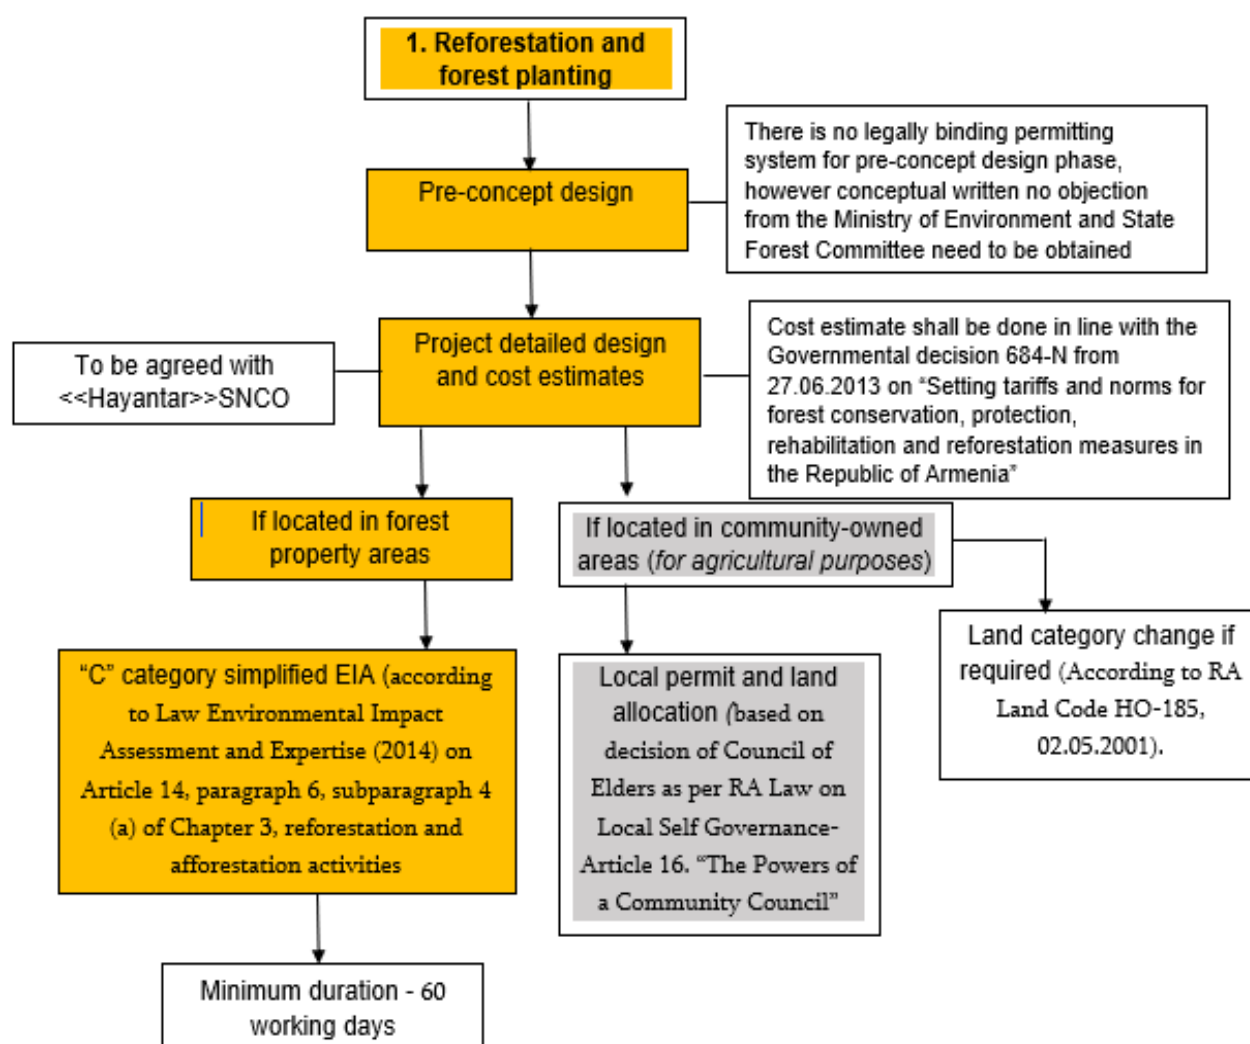 1. Reforestation and
forest planting
Pre-concept design
There is no legally binding permitting
system for pre-concept design phase,
however conceptual written no objection
from the Ministry of Environment and State
Forest Committee need to be obtained
Project detailed design
and cost estimates
To be agreed with
<<Hayantar>>SNCO
Cost estimate shall be done in line with the
Governmental decision 684-N from
27.06.2013 on “Setting tariffs and norms for
forest conservation, protection,
rehabilitation and reforestation measures in
the Republic of Armenia”
If located in forest
property areas
If located in community-owned
areas (for agricultural purposes)
“C” category simplified EIA (according
to Law Environmental Impact
Assessment and Expertise (2014) on
Article 14, paragraph 6, subparagraph 4
(a) of Chapter 3, reforestation and
afforestation activities
Local permit and land
allocation (based on
decision of Council of
Elders as per RA Law on
Local Self Governance-
Article 16. “The Powers of
a Community Council”
Land category change if
required (According to RA
Land Code HO-185,
02.05.2001).
Minimum duration - 60
working days